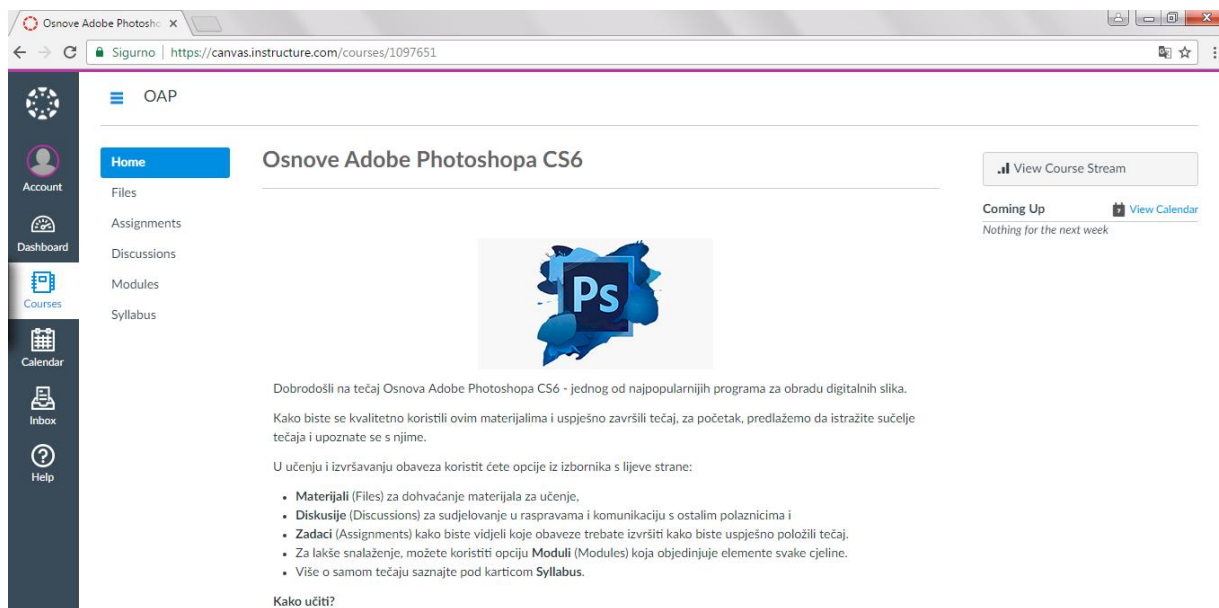 Osnove Adobe Photosho
Sigurno | https://canvas.instructure.com/courses/1097651
OAP
Account
Dashboard
Courses
Calendar
Inbox
Help
Home
Files
Assignments
Discussions
Modules
Syllabus
Osnove Adobe Photoshopa CS6
Ps
Dobrodošli na tečaj Osnova Adobe Photoshopa CS6 - jednog od najpopularnijih programa za obradu digitalnih slika.
Kako biste se kvalitetno koristili ovim materijalima i uspješno završili tečaj, za početak, predlažemo da istražite sučelje
tečaja i upoznate se s njime.
U učenju i izvršavanju obaveza koristit ćete opcije iz izbornika s lijeve strane:
• Materijali (Files) za dohvaćanje materijala za učenje,
• Diskusije (Discussions) za sudjelovanje u raspravama i komunikaciju s ostalim polaznicima i
• Zadaci (Assignments) kako biste vidjeli koje obaveze trebate izvršiti kako biste uspješno položili tečaj.
• Za lakše snalaženje, možete koristiti opciju Moduli (Modules) koja objedinjuje elemente svake cjeline.
• Više o samom tečaju saznajte pod karticom Syllabus.
Kako učiti?
View Course Stream
Coming Up
View Calendar
Nothing for the next week